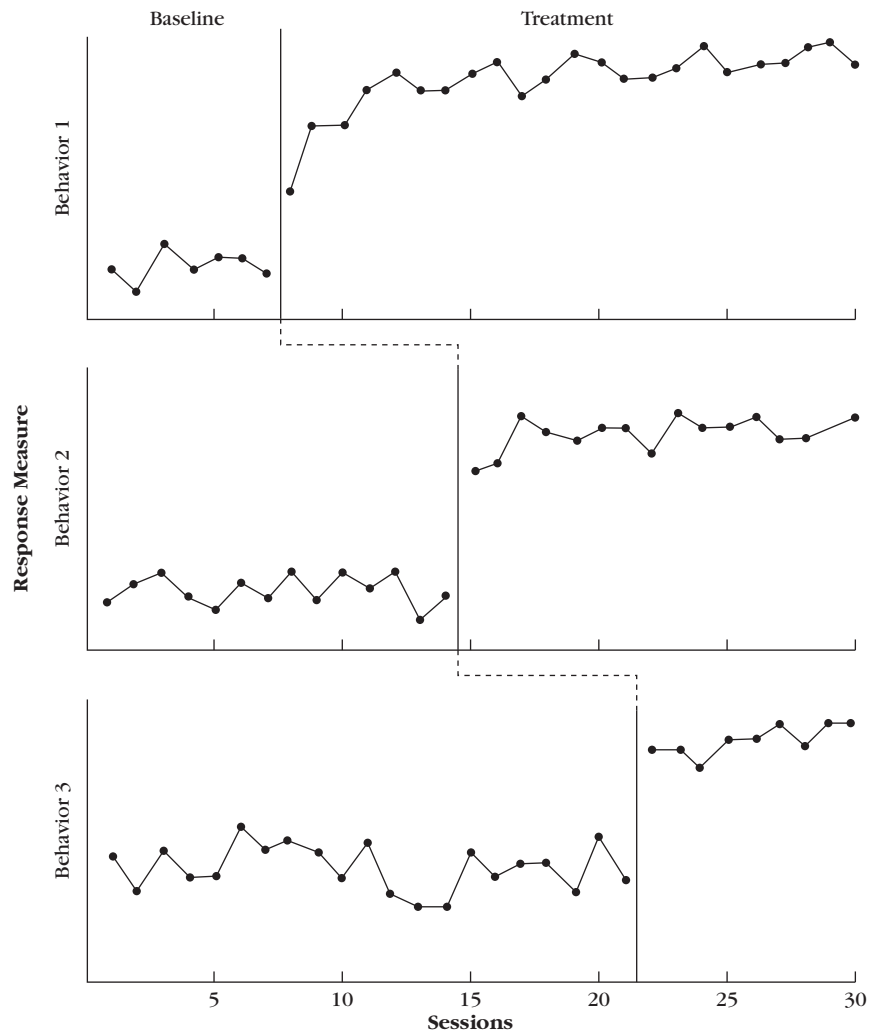 Baseline Treatment
Behavior 1
Response Measure
Behavior 2
Behavior 3
5 10 15 20 25 30
Sessions